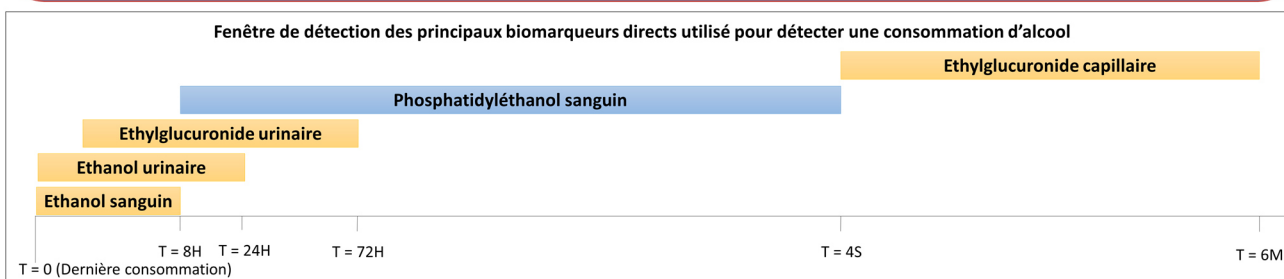 Fenêtre de détection des principaux biomarqueurs directs utilisé pour détecter une consommation d'alcool
Ethylglucuronide capillaire
Phosphatidyléthanol sanguin
Ethylglucuronide urinaire
Ethanol urinaire
Ethanol sanguin
T = 8H
T = 24H
T = 72H
T = 4S
T = 6M
T = 0 (Dernière consommation)